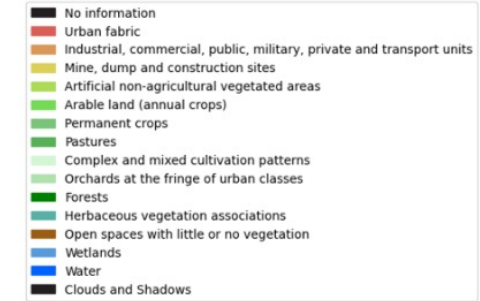 No information
Urban fabric
Industrial, commercial, public, military, private and transport units
Mine, dump and construction sites
Artificial non-agricultural vegetated areas
Arable land (annual crops)
Permanent crops
Pastures
Complex and mixed cultivation patterns
Orchards at the fringe of urban classes
Forests
Herbaceous vegetation associations
Open spaces with little or no vegetation
Wetlands
Water
Clouds and Shadows